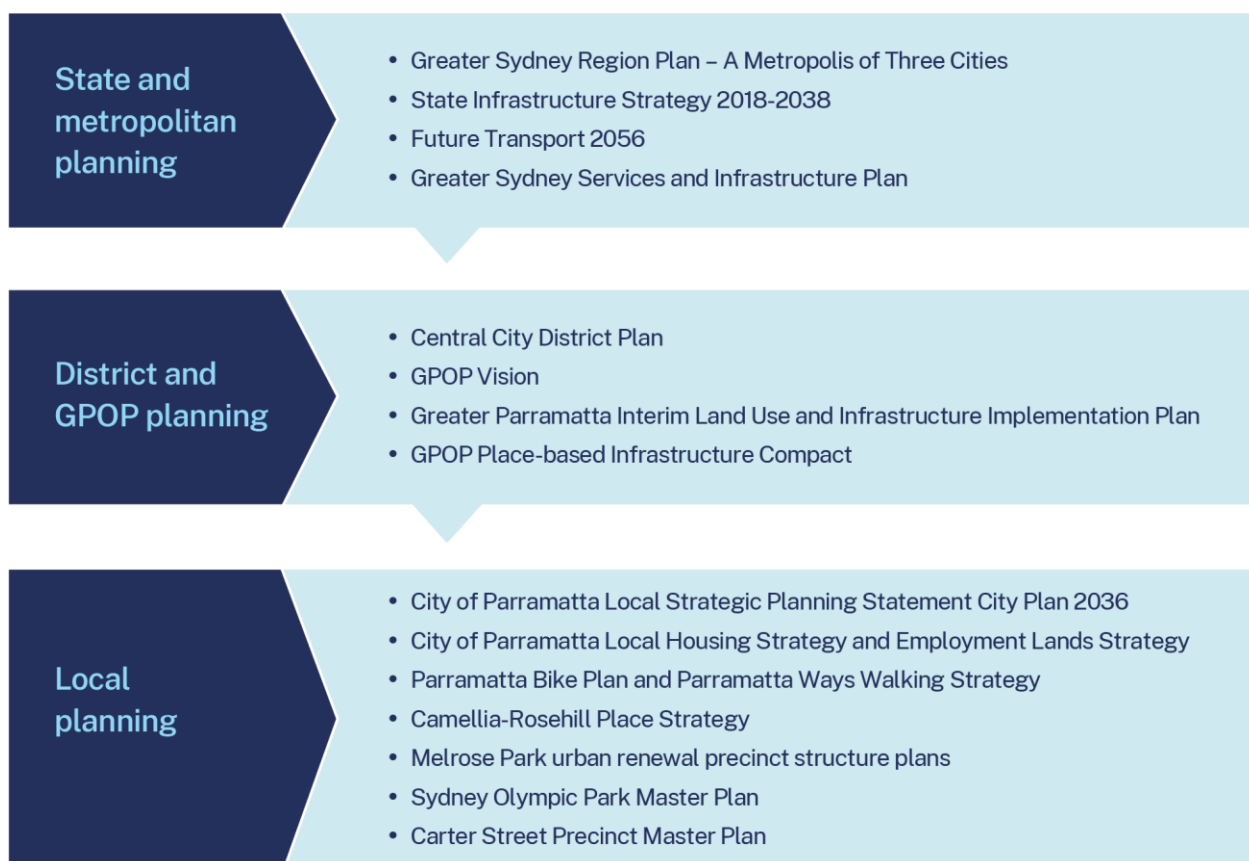 State and
metropolitan
planning
• Greater Sydney Region Plan – A Metropolis of Three Cities
• State Infrastructure Strategy 2018-2038
• Future Transport 2056
• Greater Sydney Services and Infrastructure Plan
District and
GPOP planning
• Central City District Plan
• GPOP Vision
• Greater Parramatta Interim Land Use and Infrastructure Implementation Plan
• GPOP Place-based Infrastructure Compact
Local
planning
• City of Parramatta Local Strategic Planning Statement City Plan 2036
• City of Parramatta Local Housing Strategy and Employment Lands Strategy
• Parramatta Bike Plan and Parramatta Ways Walking Strategy
• Camellia-Rosehill Place Strategy
• Melrose Park urban renewal precinct structure plans
• Sydney Olympic Park Master Plan
• Carter Street Precinct Master Plan